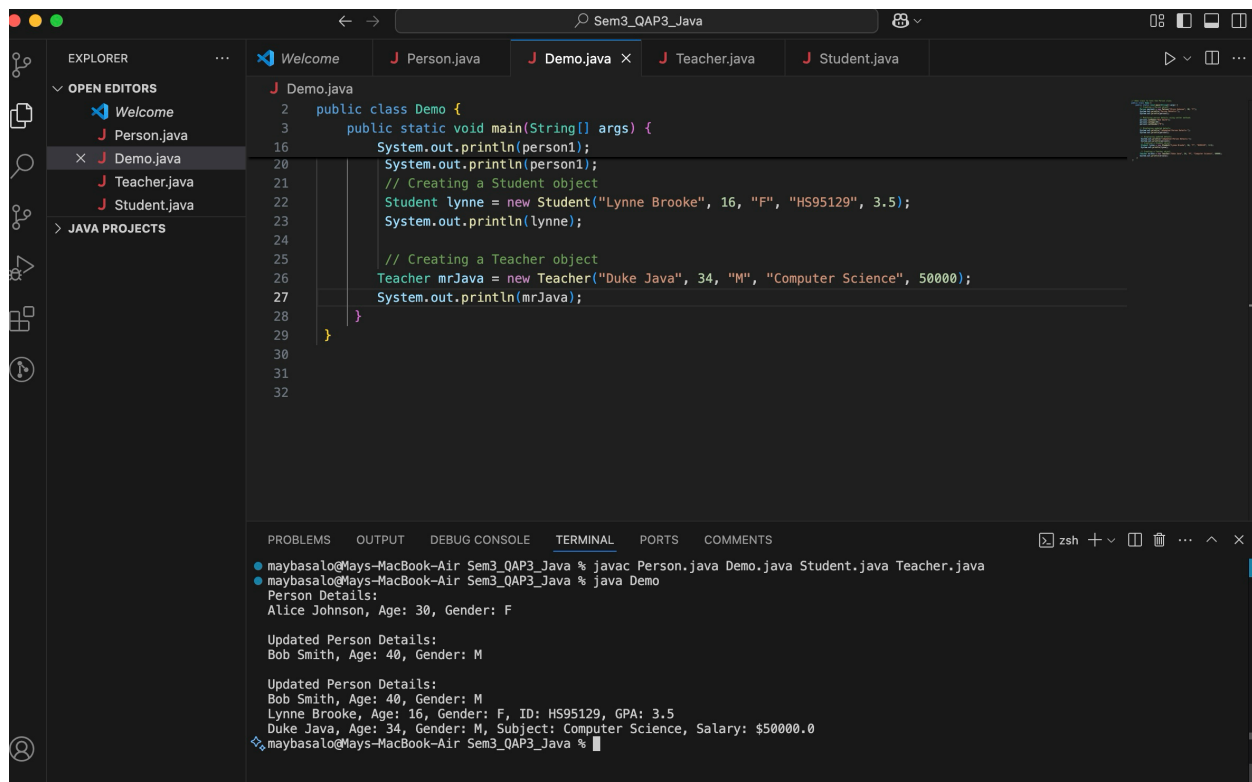 Sem3_QAP3_Java
EXPLORER
OPEN EDITORS
Welcome
Person.java
Demo.java
Teacher.java
Student.java
JAVA PROJECTS
Welcome
Person.java
Demo.java
Teacher.java
Student.java
Demo.java
2 public class Demo {
3 public static void main(String[] args) {
16 System.out.println(person1);
20 System.out.println(person1);
21 // Creating a Student object
22 Student lynne = new Student("Lynne Brooke", 16, "F", "HS95129", 3.5);
23 System.out.println(lynne);
24
25 // Creating a Teacher object
26 Teacher mrJava = new Teacher("Duke Java", 34, "M", "Computer Science", 50000);
27 System.out.println(mrJava);
28 }
29 }
30
31
32
PROBLEMS OUTPUT DEBUG CONSOLE TERMINAL PORTS COMMENTS
zsh
maybasalo@Mays-MacBook-Air Sem3_QAP3_Java % javac Person.java Demo.java Student.java Teacher.java
maybasalo@Mays-MacBook-Air Sem3_QAP3_Java % java Demo
Person Details:
Alice Johnson, Age: 30, Gender: F
Updated Person Details:
Bob Smith, Age: 40, Gender: M
Updated Person Details:
Bob Smith, Age: 40, Gender: M
Lynne Brooke, Age: 16, Gender: F, ID: HS95129, GPA: 3.5
Duke Java, Age: 34, Gender: M, Subject: Computer Science, Salary: $50000.0
maybasalo@Mays-MacBook-Air Sem3_QAP3_Java %